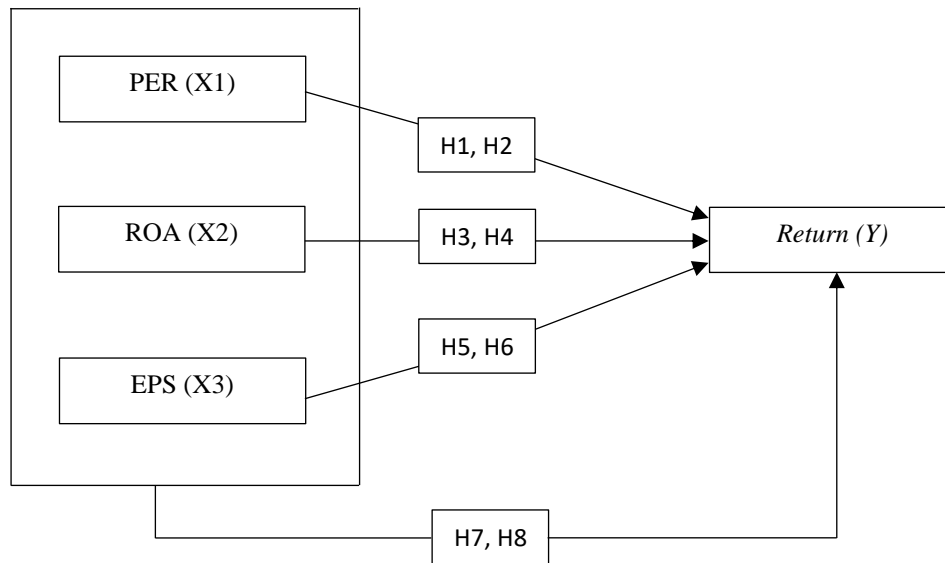 PER (X1)
H1, H2
ROA (X2)
H3, H4
Return (Y)
H5, H6
EPS (X3)
H7, H8